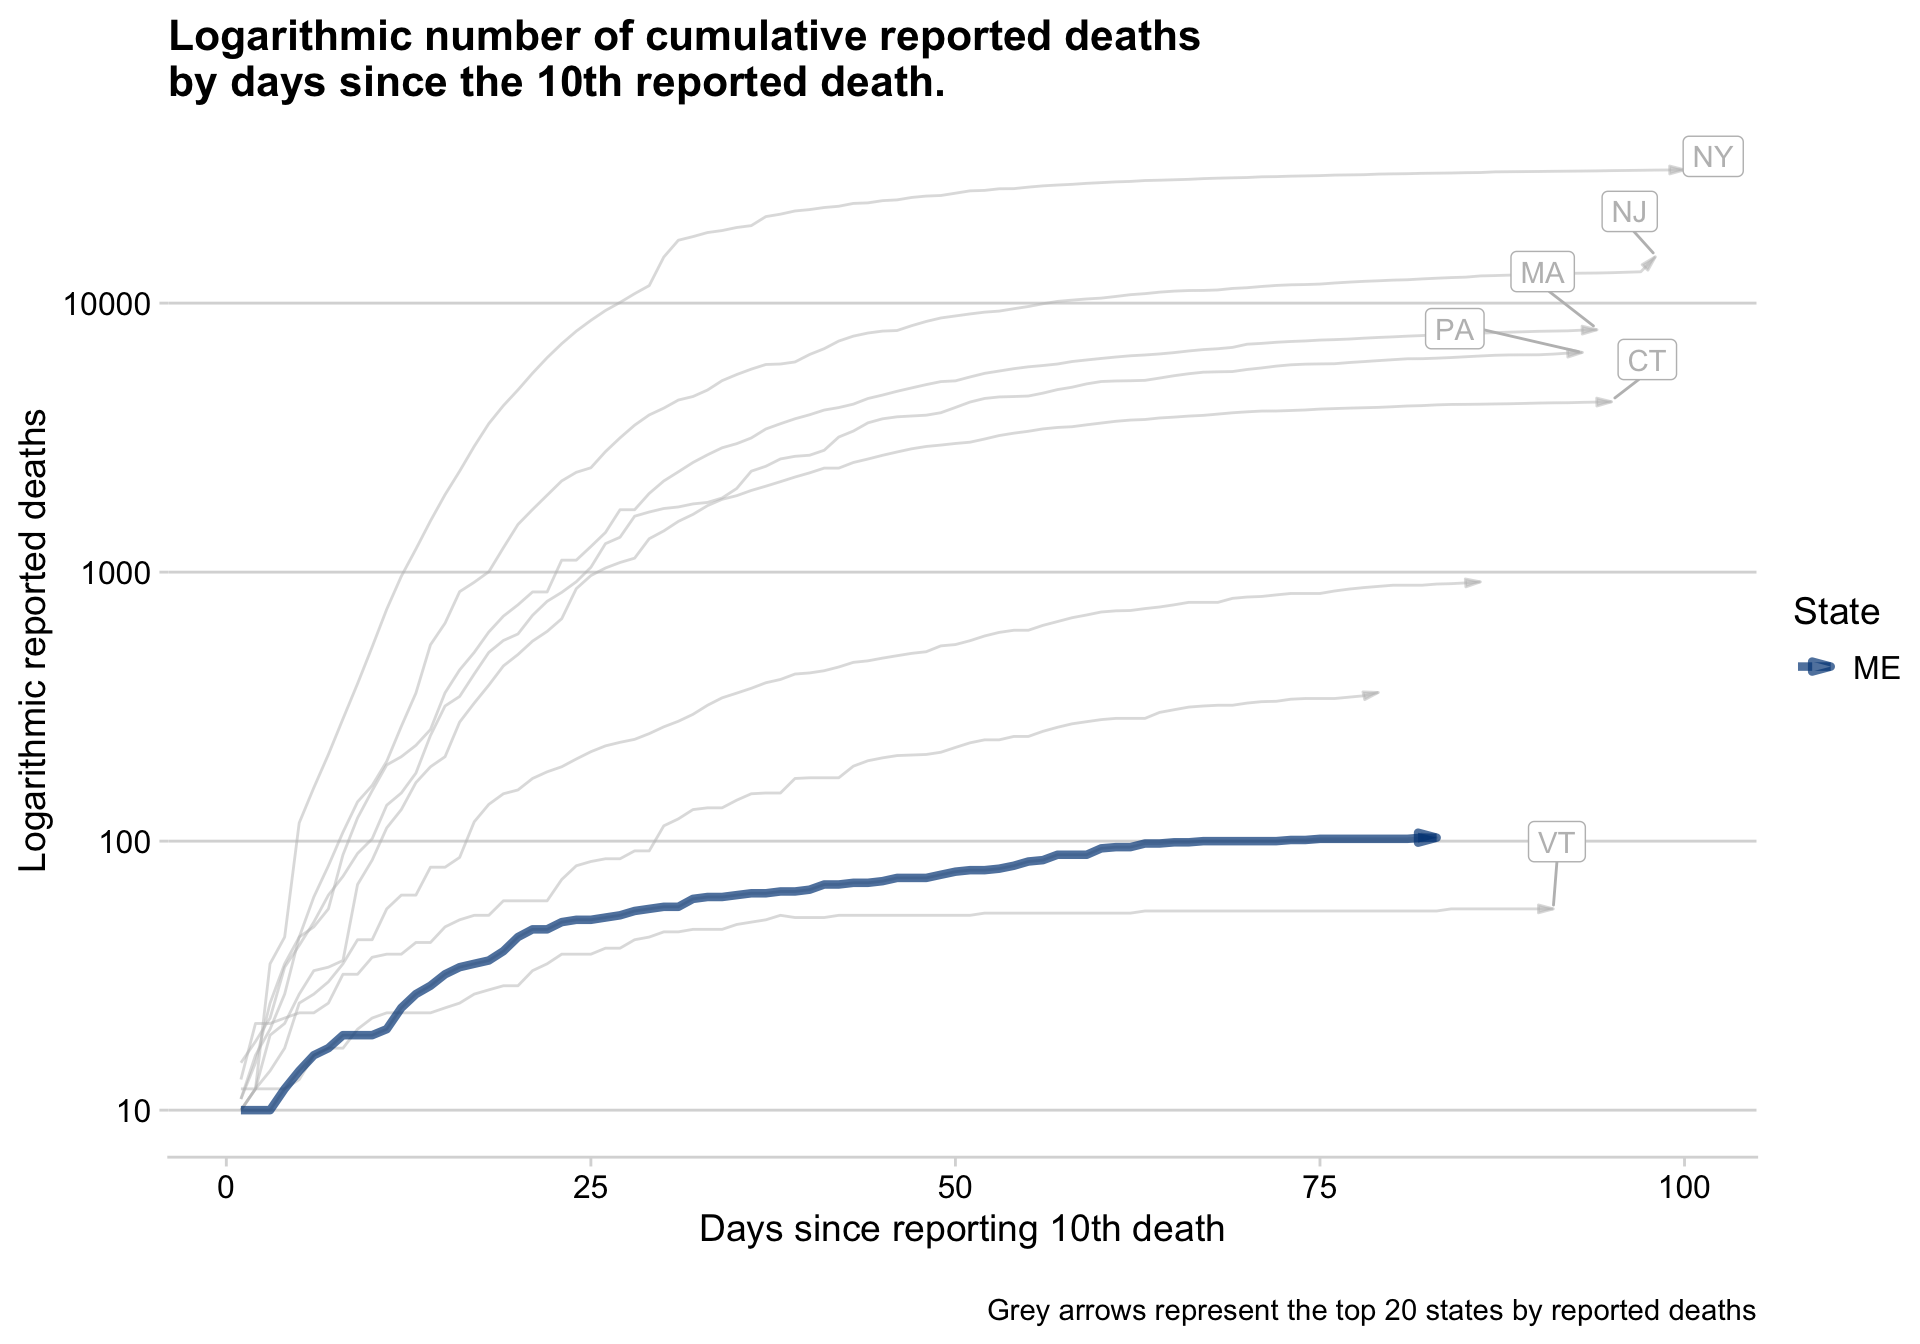 Logarithmic number of cumulative reported deaths
by days since the 10th reported death.
NY
NJ
MA
PA
CT
VT
10000
1000
100
10
Logarithmic reported deaths
0 25 50 75 100
Days since reporting 10th death
State
ME
Grey arrows represent the top 20 states by reported deaths